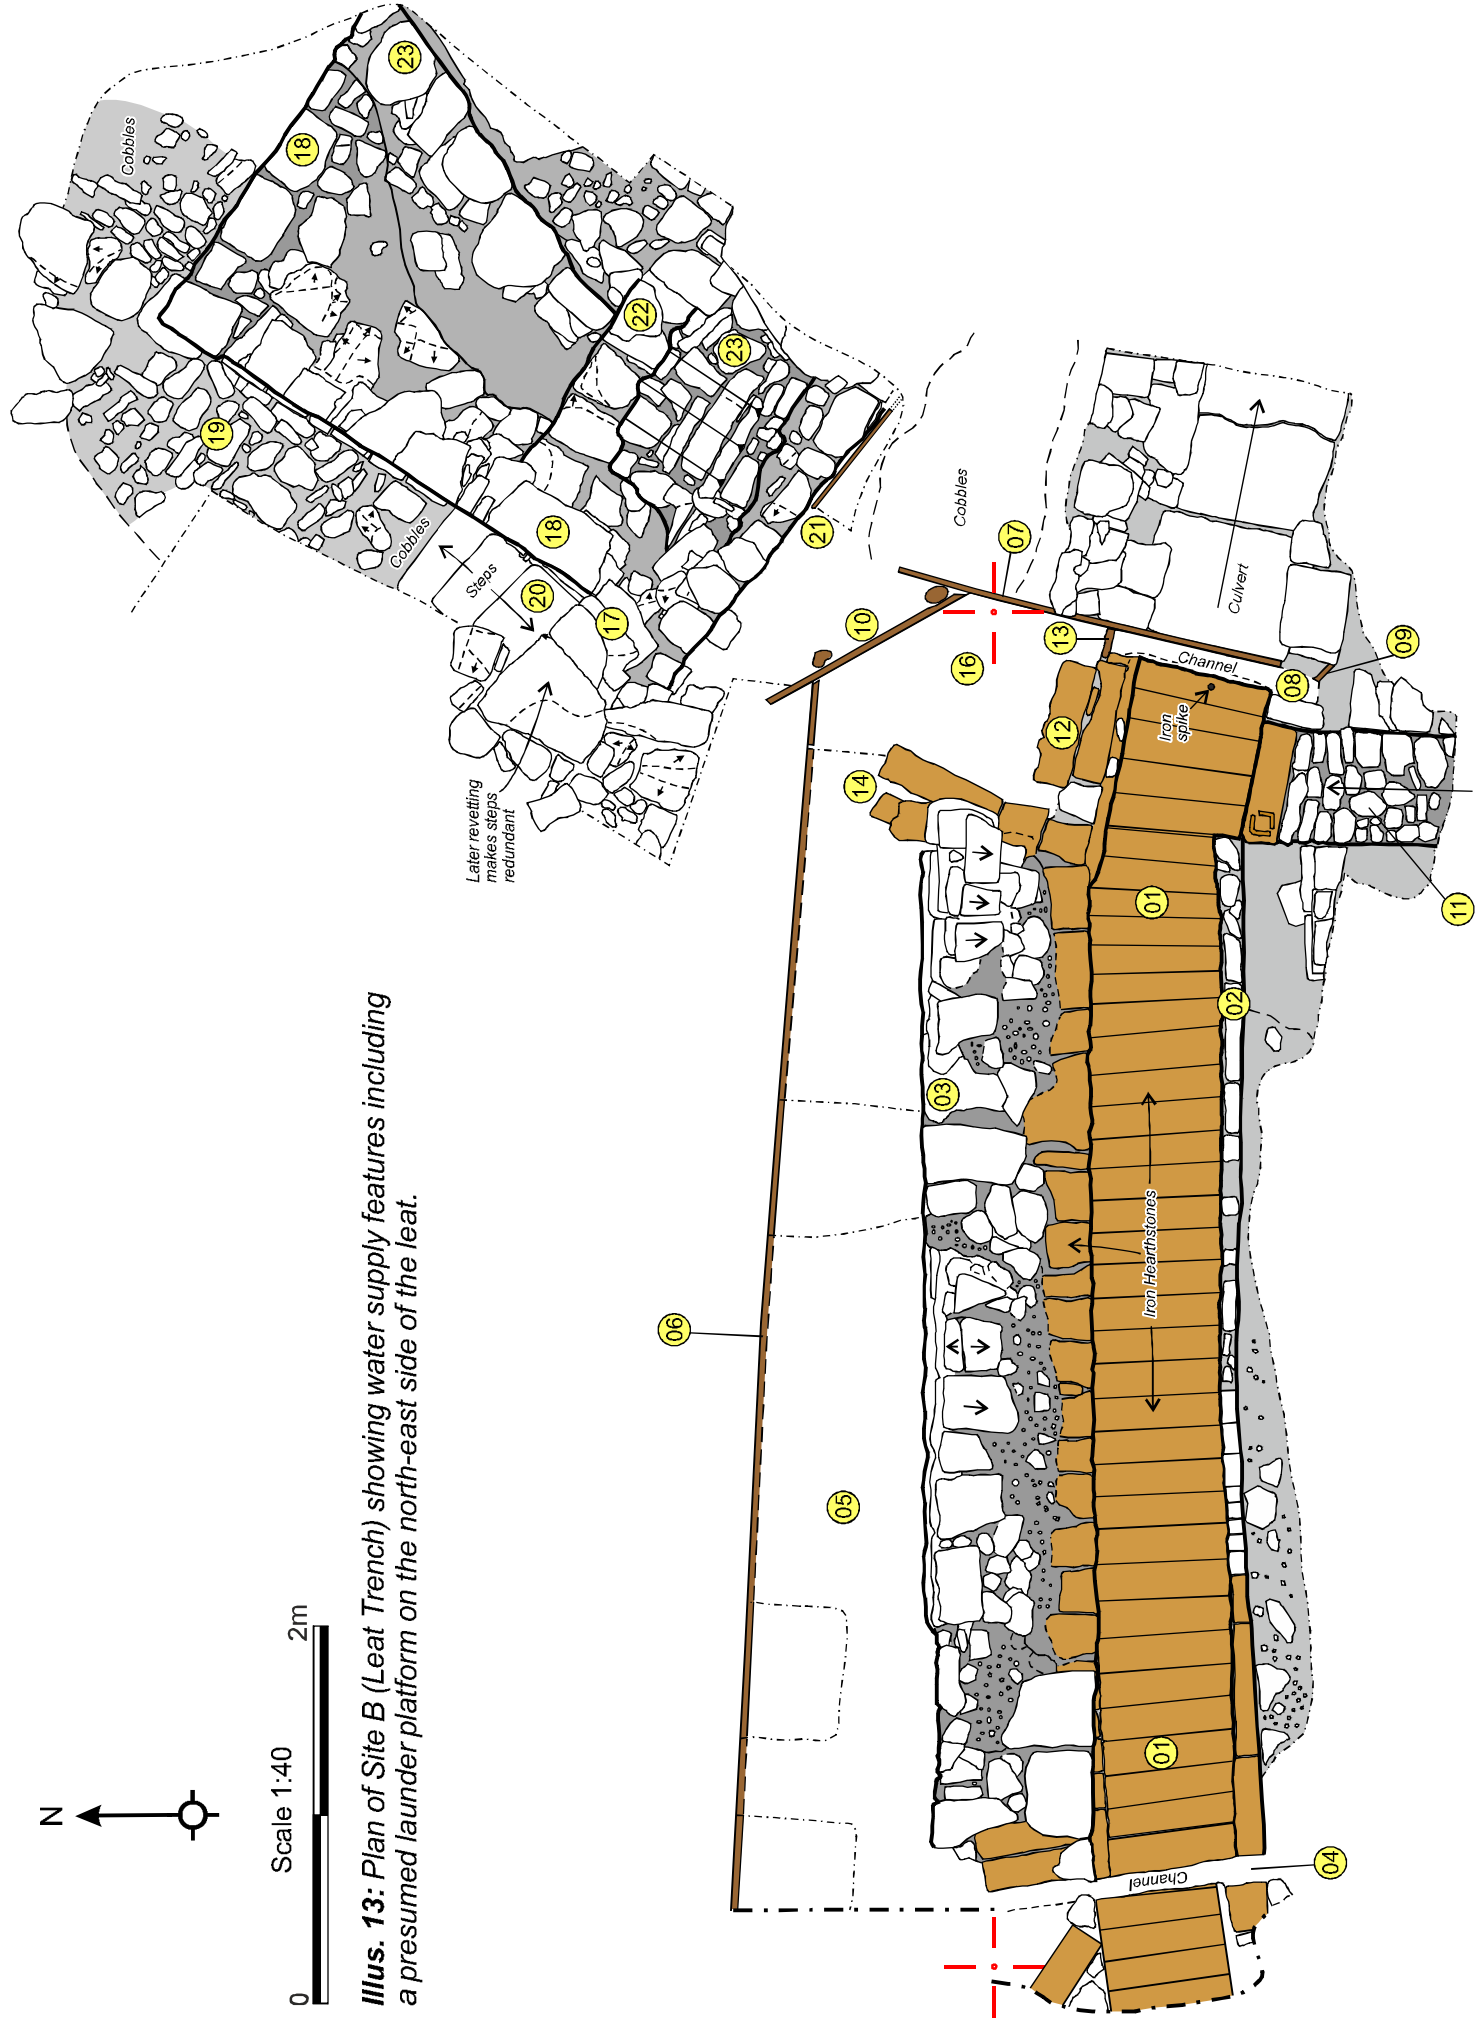 N
Scale 1:40
0
2m
Illus. 13: Plan of Site B (Leat Trench) showing water supply features including
a presumed launder platform on the north-east side of the leat.
Cobbles
23
18
19
Cobbles
Steps
18
20
17
22
23
21
Later revetting
makes steps
redundant
Cobbles
07
10
13
16
12
14
Channel
Iron
spike
08
09
Culvert
11
01
02
03
Iron Hearthstones
06
05
01
Channel
04